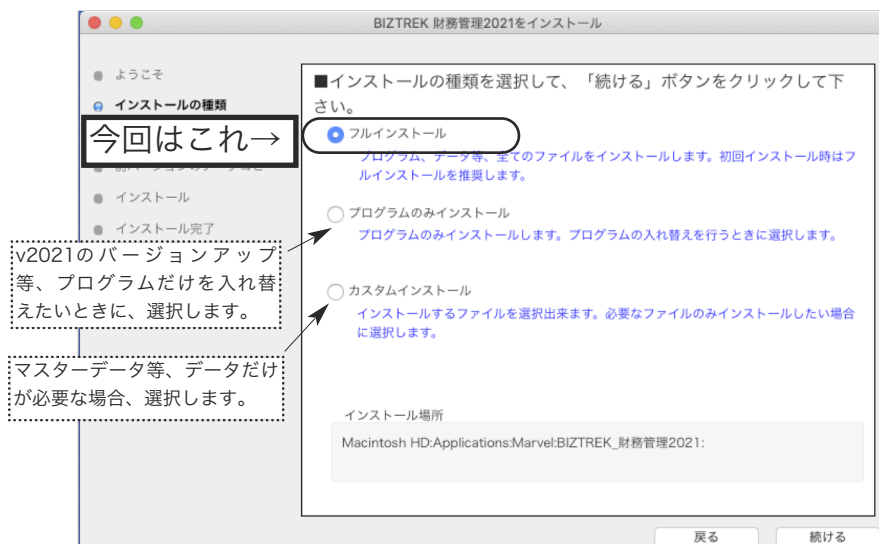 BIZTREK 財務管理2021をインストール
ようこそ
インストールの種類
今回はこれ→
インストール
インストール完了
v2021のバージョンアップ
等、プログラムだけを入れ替
えたいときに、選択します。
マスターデータ等、データだけ
が必要な場合、選択します。
■インストールの種類を選択して、「続ける」ボタンをクリックして下
さい。
フルインストール
プログラム、データ等、全てのファイルをインストールします。初回インストール時はフ
ルインストールを推奨します。
プログラムのみインストール
プログラムのみインストールします。プログラムの入れ替えを行うときに選択します。
カスタムインストール
インストールするファイルを選択出来ます。必要なファイルのみインストールしたい場合
に選択します。
インストール場所
Macintosh HD:Applications:Marvel:BIZTREK_財務管理2021:
戻る
続ける